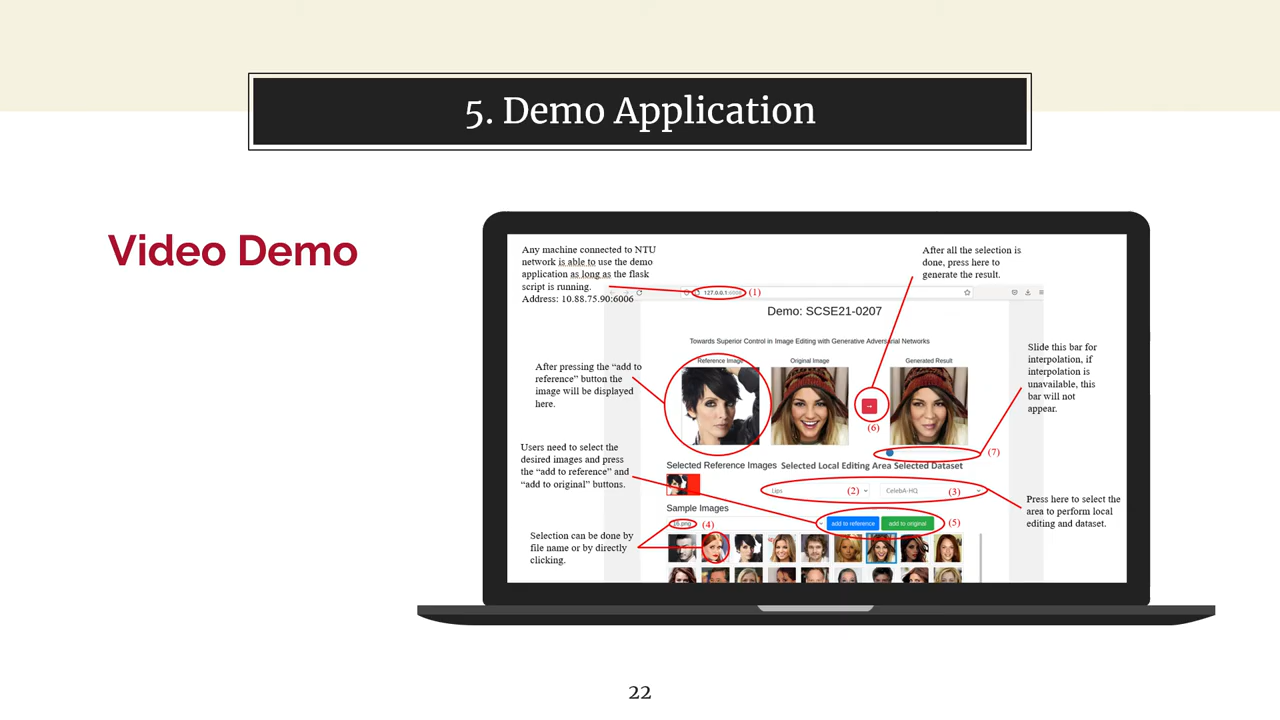 5. Demo Application
Video Demo
Any machine connected to NTU
network is able to use the demo
application as long as the flask
script is running.
Address: 10.88.75.90:6006
After all the selection is
done, press here to
generate the result.
127.0.0.1
(1)
Demo: SCSE21-0207
Towards Superior Control in Image Editing with Generative Adversarial Networks
Reference Image
Original Image
Generated Result
After pressing the “add to
reference” button the
image will be displayed
here.
Slide this bar for
interpolation, if
interpolation is
unavailable, this
bar will not
appear.
(6)
(7)
Users need to select the
desired images and press
the “add to reference” and
“add to original” buttons.
Selected Reference Images Selected Local Editing Area Selected Dataset
Lips (2) CelebA-HQ (3)
Press here to select the
area to perform local
editing and dataset.
Sample Images
(4)
add to reference add to original (5)
Selection can be done by
file name or by directly
clicking.
22